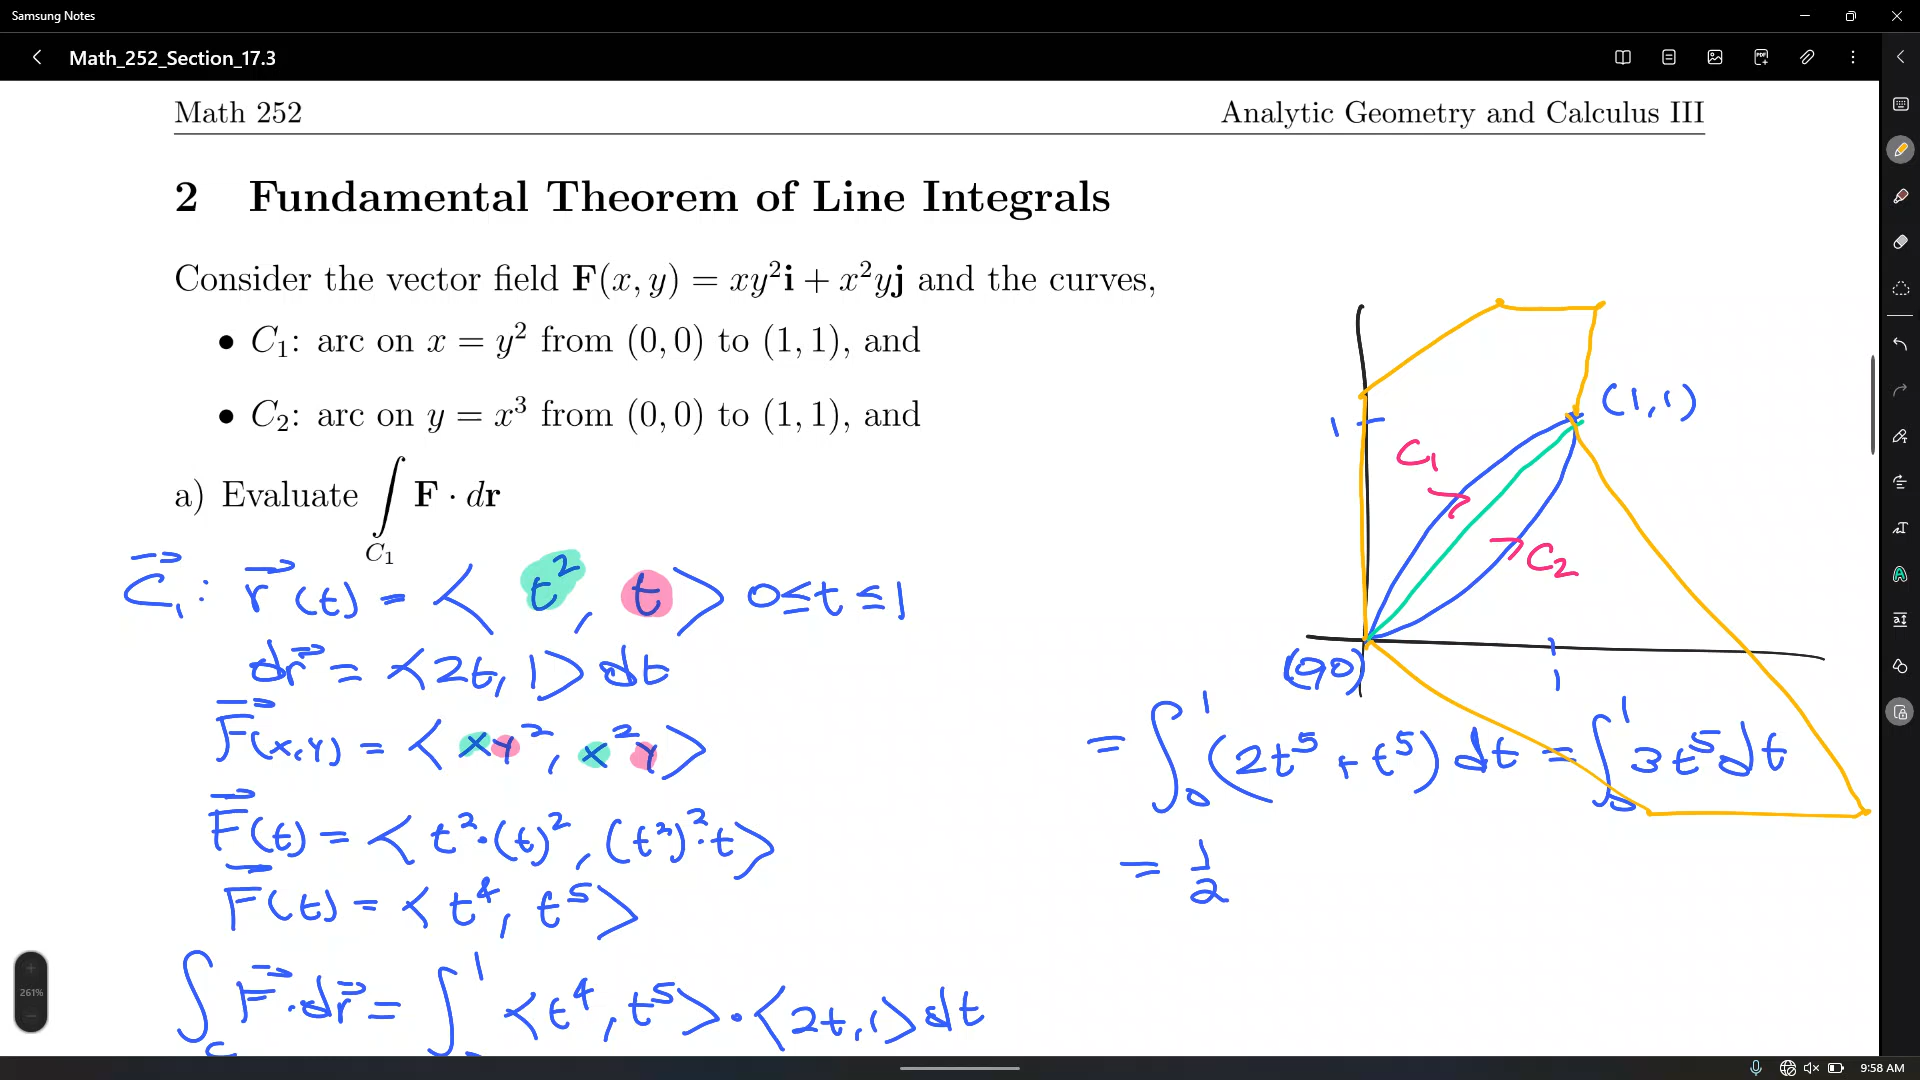 Samsung Notes
Math_252_Section_17.3
Math 252
Analytic Geometry and Calculus III
2 Fundamental Theorem of Line Integrals
Consider the vector field F(x, y) = xy²i + x²yj and the curves,
• C₁: arc on x = y² from (0, 0) to (1, 1), and
• C₂: arc on y = x³ from (0, 0) to (1, 1), and
a) Evaluate ∫_C₁ F · dr
C₁: r(t) = < t², t > 0 ≤ t ≤ 1
dr = <2t, 1> dt
F(x,y) = < xy², x²y >
F(t) = < t²·(t)², (t²)²·t >
F(t) = < t⁴, t⁵ >
∫_C F·dr = ∫ ¹ <t⁴, t⁵> · <2t, 1> dt
1
(1,1)
C₁
C₂
(0,0)
1
= ∫₀¹ (2t⁵ + t⁵) dt = ∫₀¹ 3t⁵ dt
= 1/2
261%
9:58 AM